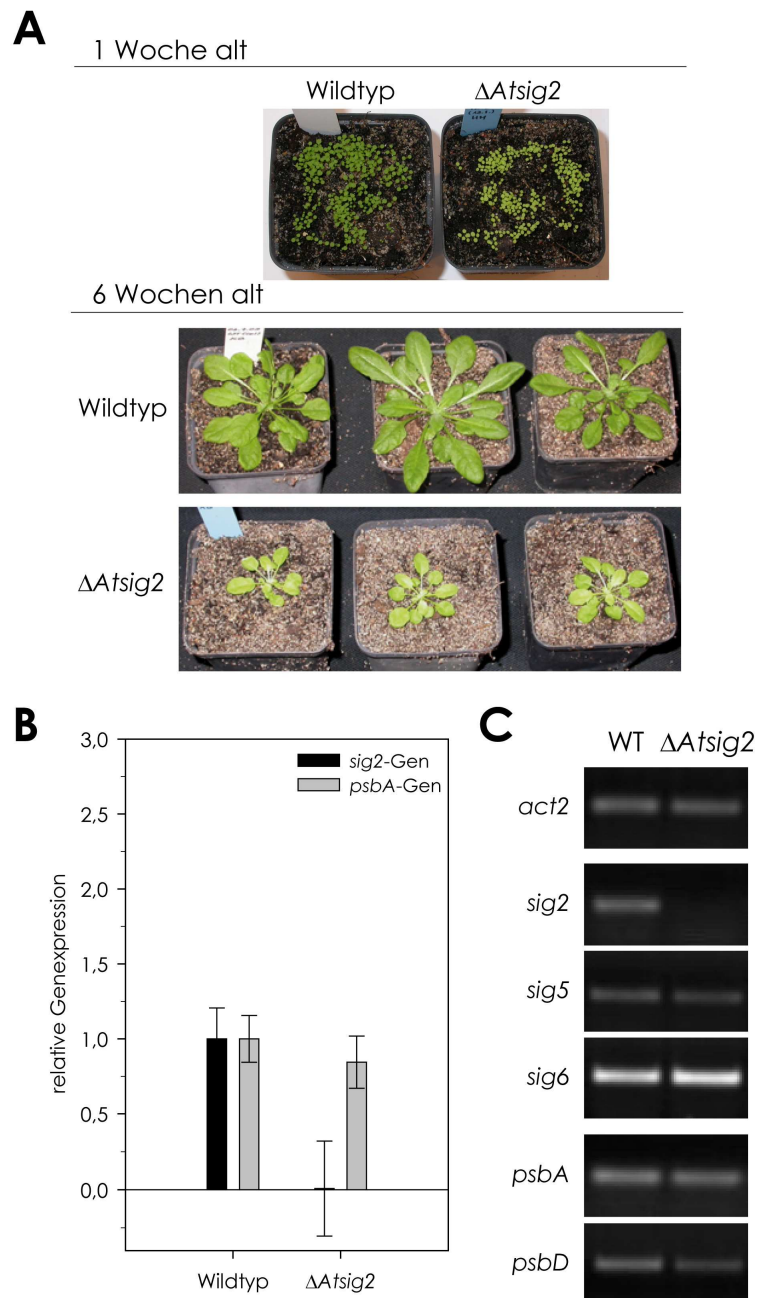 A
1 Woche alt
Wildtyp ΔAtsig2
6 Wochen alt
Wildtyp
ΔAtsig2
B
3,0
2,5
2,0
1,5
1,0
0,5
0,0
relative Genexpression
sig2-Gen
psbA-Gen
Wildtyp ΔAtsig2
C
WT ΔAtsig2
act2
sig2
sig5
sig6
psbA
psbD